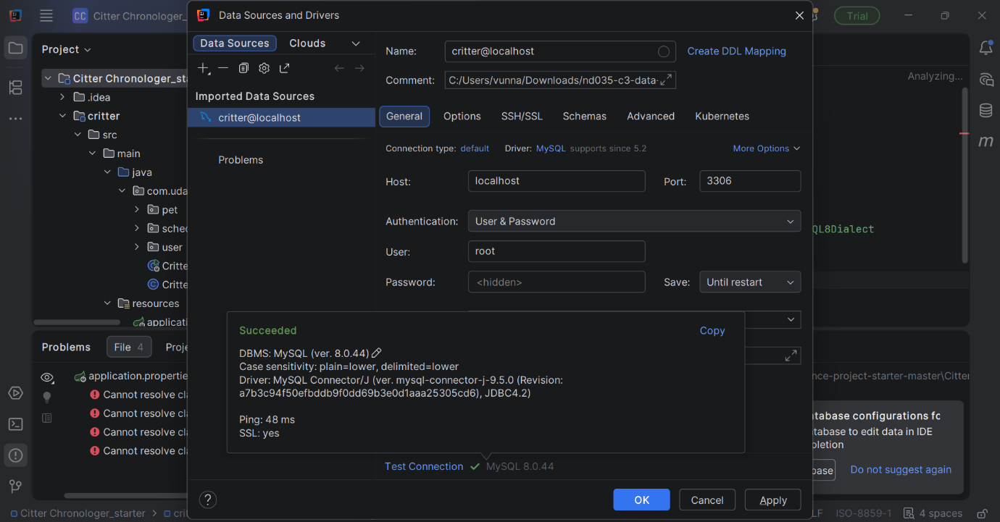 CC Citter Chronologer_
Trial
Project
Citter Chronologer_sta
.idea
critter
src
main
java
com.uda
pet
sched
user
Critte
Critte
resources
applicati
Analyzing...
QL8Dialect
Data Sources and Drivers
Data Sources
Clouds
Imported Data Sources
critter@localhost
Problems
Name: critter@localhost
Create DDL Mapping
Comment: C:/Users/vunna/Downloads/nd035-c3-data-
General Options SSH/SSL Schemas Advanced Kubernetes
Connection type: default Driver: MySQL supports since 5.2 More Options
Host: localhost Port: 3306
Authentication: User & Password
User: root
Password: <hidden> Save: Until restart
Succeeded
Copy
DBMS: MySQL (ver. 8.0.44)
Case sensitivity: plain=lower, delimited=lower
Driver: MySQL Connector/J (ver. mysql-connector-j-9.5.0 (Revision:
a7b3c94f50efbddb9f0dd69b3e0d1aaa25305cd6), JDBC4.2)
Ping: 48 ms
SSL: yes
Test Connection MySQL 8.0.44
?
OK
Cancel
Apply
Problems File 4 Proje
application.propertie
Cannot resolve cla
Cannot resolve cla
Cannot resolve cla
Cannot resolve cla
nce-project-starter-master\Citter
tabase configurations fo
tabase to edit data in IDE
pletion
base
Do not suggest again
Citter Chronologer_starter > crit
LF ISO-8859-1 4 spaces
m